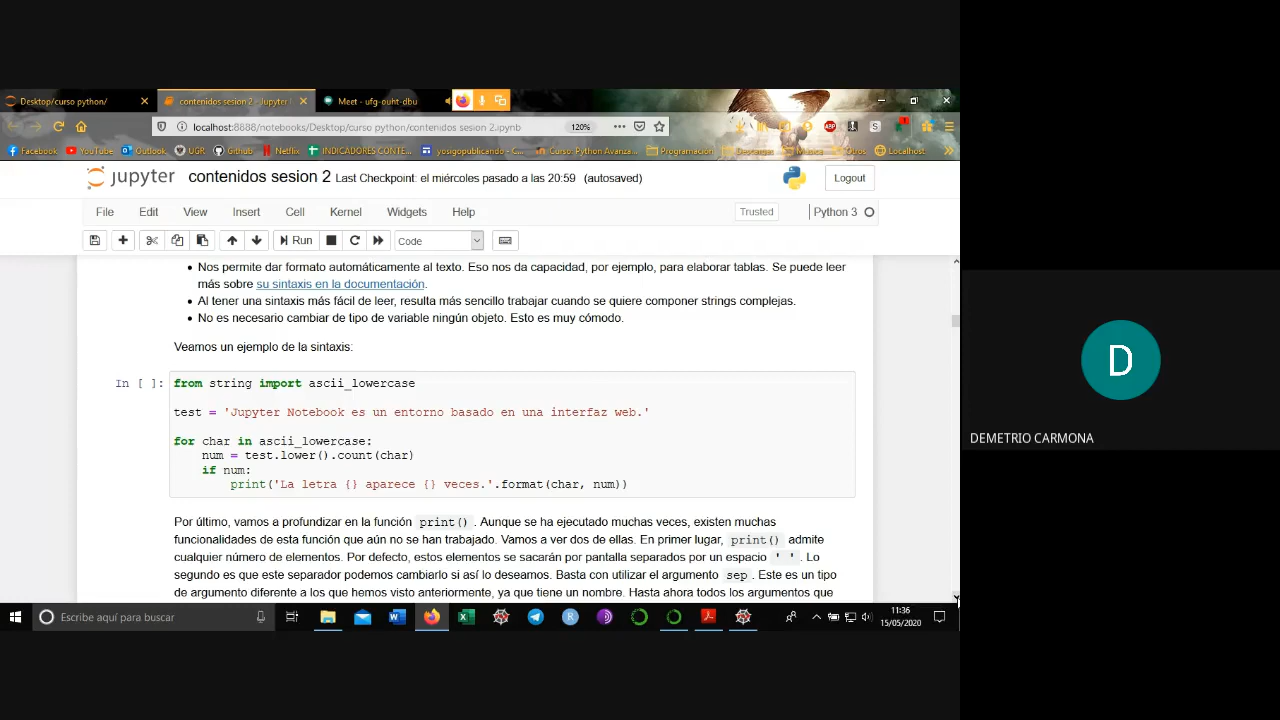 Desktop/curso python/
contenidos sesion 2 - Jupyter
Meet - ufg-ouht-dbu
localhost:8888/notebooks/Desktop/curso python/contenidos sesion 2.ipynb
120%
Facebook
YouTube
Outlook
UGR
Github
Netflix
INDICADORES CONTE...
yosigopublicando - C...
Curso: Python Avanza...
Programación
Descargas
Música
Otros
Localhost
jupyter
contenidos sesion 2 Last Checkpoint: el miércoles pasado a las 20:59 (autosaved)
Logout
File Edit View Insert Cell Kernel Widgets Help
Trusted
Python 3
Run
Code
Nos permite dar formato automáticamente al texto. Eso nos da capacidad, por ejemplo, para elaborar tablas. Se puede leer
más sobre su sintaxis en la documentación.
Al tener una sintaxis más fácil de leer, resulta más sencillo trabajar cuando se quiere componer strings complejas.
No es necesario cambiar de tipo de variable ningún objeto. Esto es muy cómodo.
Veamos un ejemplo de la sintaxis:
In [ ]: from string import ascii_lowercase
test = 'Jupyter Notebook es un entorno basado en una interfaz web.'
for char in ascii_lowercase:
num = test.lower().count(char)
if num:
print('La letra {} aparece {} veces.'.format(char, num))
Por último, vamos a profundizar en la función print() . Aunque se ha ejecutado muchas veces, existen muchas
funcionalidades de esta función que aún no se han trabajado. Vamos a ver dos de ellas. En primer lugar, print() admite
cualquier número de elementos. Por defecto, estos elementos se sacarán por pantalla separados por un espacio ' ' . Lo
segundo es que este separador podemos cambiarlo si así lo deseamos. Basta con utilizar el argumento sep . Este es un tipo
de argumento diferente a los que hemos visto anteriormente, ya que tiene un nombre. Hasta ahora todos los argumentos que
Escribe aquí para buscar
11:36
15/05/2020
D
DEMETRIO CARMONA